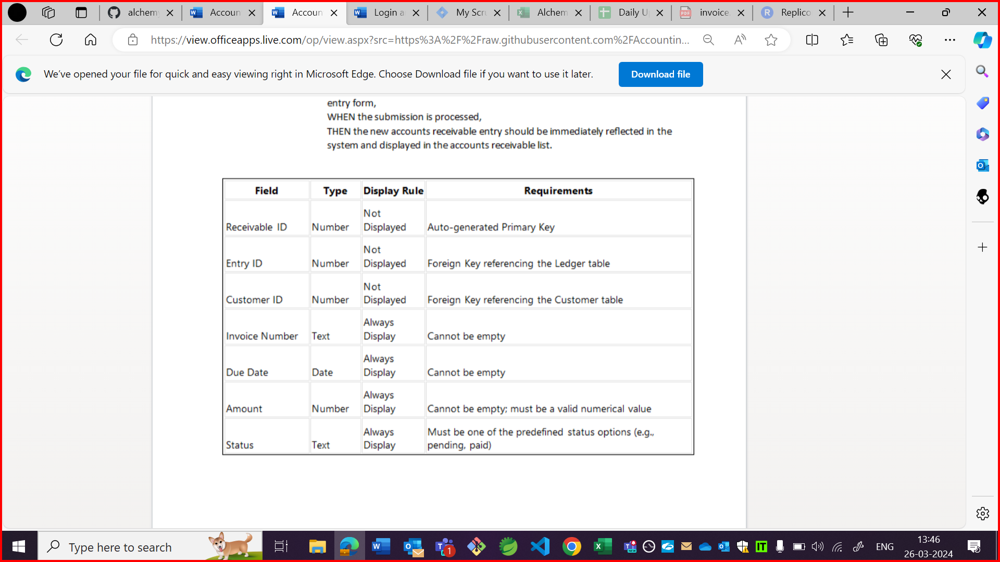 alchem
Accoun
Accoun
Login a
My Scru
Alchem
Daily U
invoice.
Replico
https://view.officeapps.live.com/op/view.aspx?src=https%3A%2F%2Fraw.githubusercontent.com%2FAccountin...
We've opened your file for quick and easy viewing right in Microsoft Edge. Choose Download file if you want to use it later.
Download file
entry form,
WHEN the submission is processed,
THEN the new accounts receivable entry should be immediately reflected in the
system and displayed in the accounts receivable list.
Field Type Display Rule Requirements
Receivable ID Number Not Displayed Auto-generated Primary Key
Entry ID Number Not Displayed Foreign Key referencing the Ledger table
Customer ID Number Not Displayed Foreign Key referencing the Customer table
Invoice Number Text Always Display Cannot be empty
Due Date Date Always Display Cannot be empty
Amount Number Always Display Cannot be empty; must be a valid numerical value
Status Text Always Display Must be one of the predefined status options (e.g., pending, paid)
Type here to search
1
ENG
13:46
26-03-2024